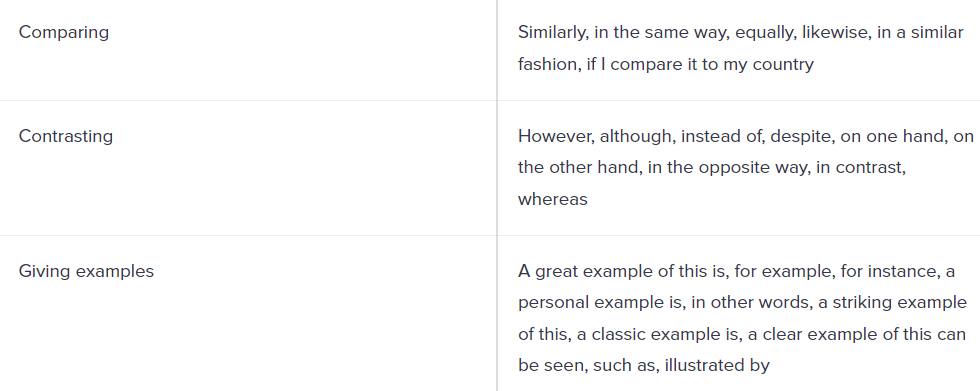 Comparing
Similarly, in the same way, equally, likewise, in a similar
fashion, if I compare it to my country
Contrasting
However, although, instead of, despite, on one hand, on
the other hand, in the opposite way, in contrast,
whereas
Giving examples
A great example of this is, for example, for instance, a
personal example is, in other words, a striking example
of this, a classic example is, a clear example of this can
be seen, such as, illustrated by